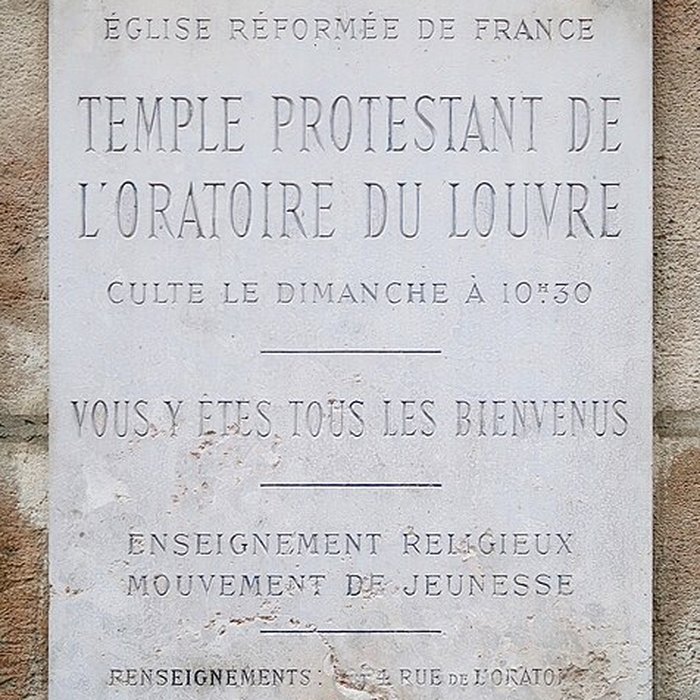 ÉGLISE RÉFORMÉE DE FRANCE
TEMPLE PROTESTANT DE
L'ORATOIRE DU LOUVRE
CULTE LE DIMANCHE À 10ᴴ30
VOUS Y ÊTES TOUS LES BIENVENUS
ENSEIGNEMENT RELIGIEUX
MOUVEMENT DE JEUNESSE
RENSEIGNEMENTS: 4 RUE DE